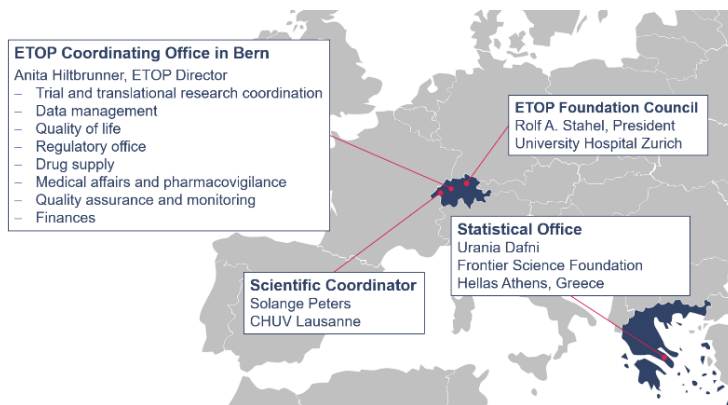 ETOP Coordinating Office in Bern
Anita Hiltbrunner, ETOP Director
– Trial and translational research coordination
– Data management
– Quality of life
– Regulatory office
– Drug supply
– Medical affairs and pharmacovigilance
– Quality assurance and monitoring
– Finances
ETOP Foundation Council
Rolf A. Stahel, President
University Hospital Zurich
Statistical Office
Urania Dafni
Frontier Science Foundation
Hellas Athens, Greece
Scientific Coordinator
Solange Peters
CHUV Lausanne